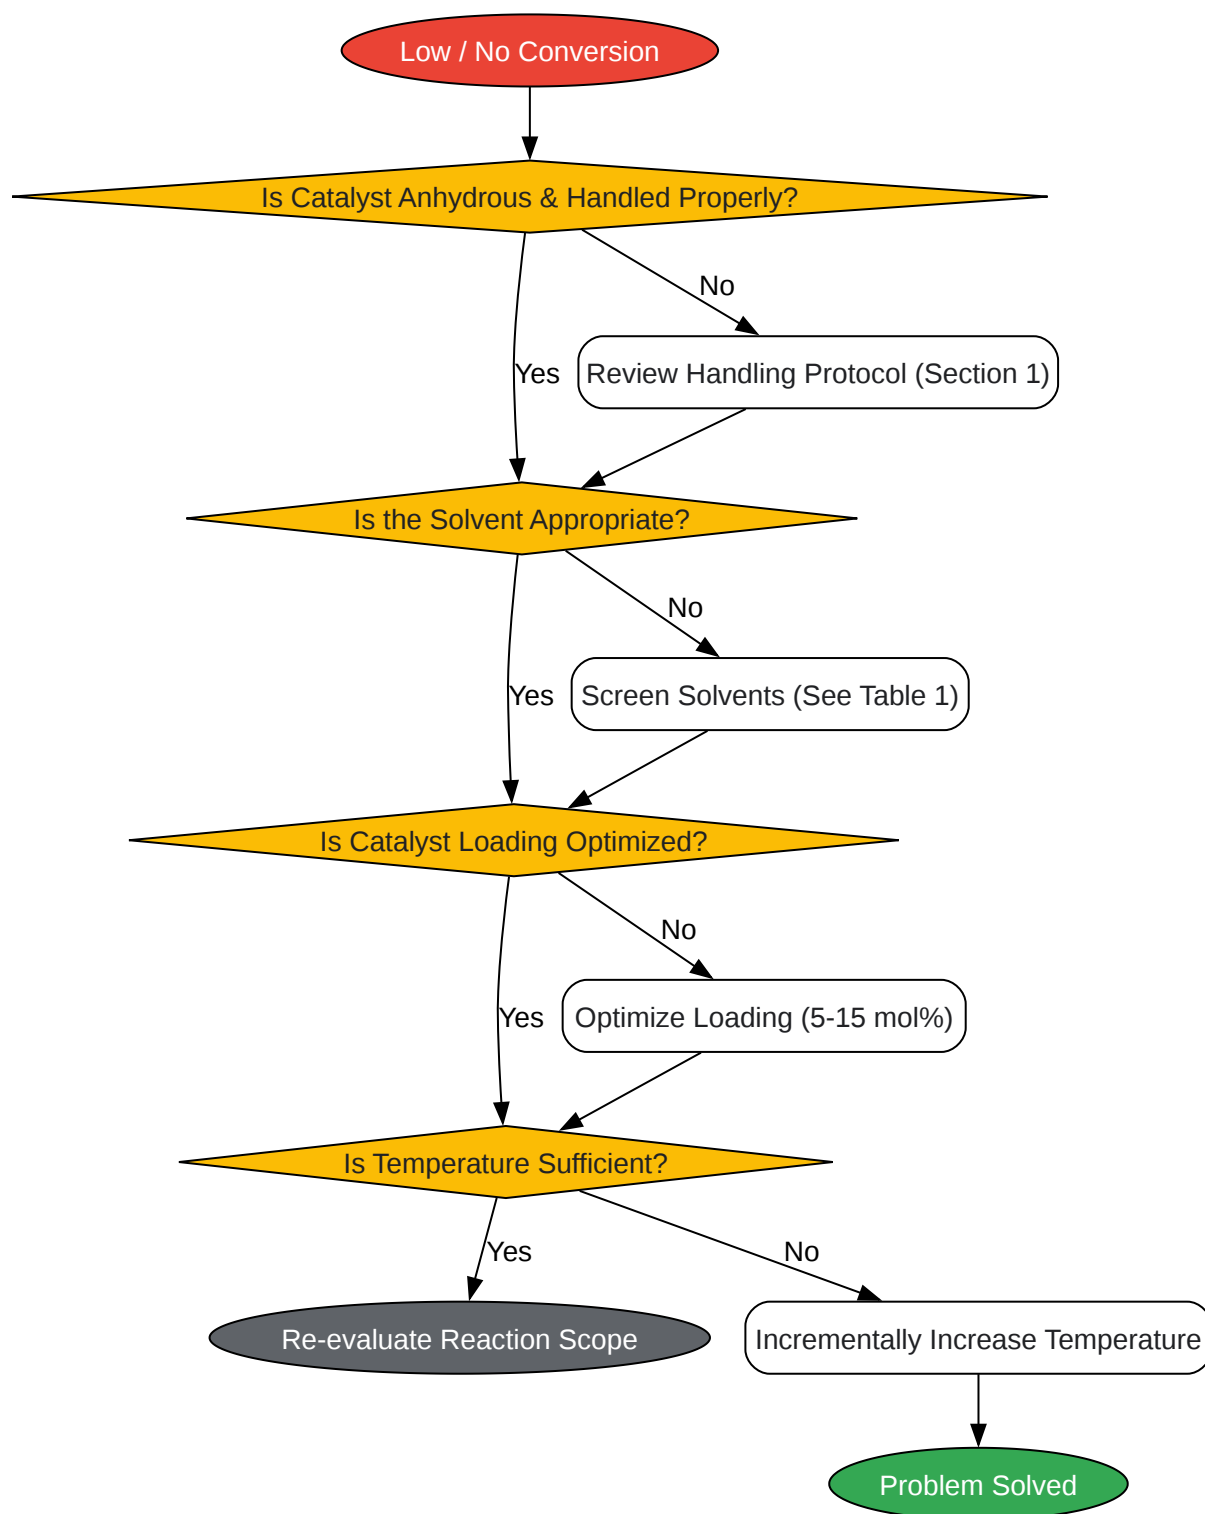 Low / No Conversion
Is Catalyst Anhydrous & Handled Properly?
No
Yes
Review Handling Protocol (Section 1)
Is the Solvent Appropriate?
No
Yes
Screen Solvents (See Table 1)
Is Catalyst Loading Optimized?
No
Yes
Optimize Loading (5-15 mol%)
Is Temperature Sufficient?
Yes
No
Re-evaluate Reaction Scope
Incrementally Increase Temperature
Problem Solved